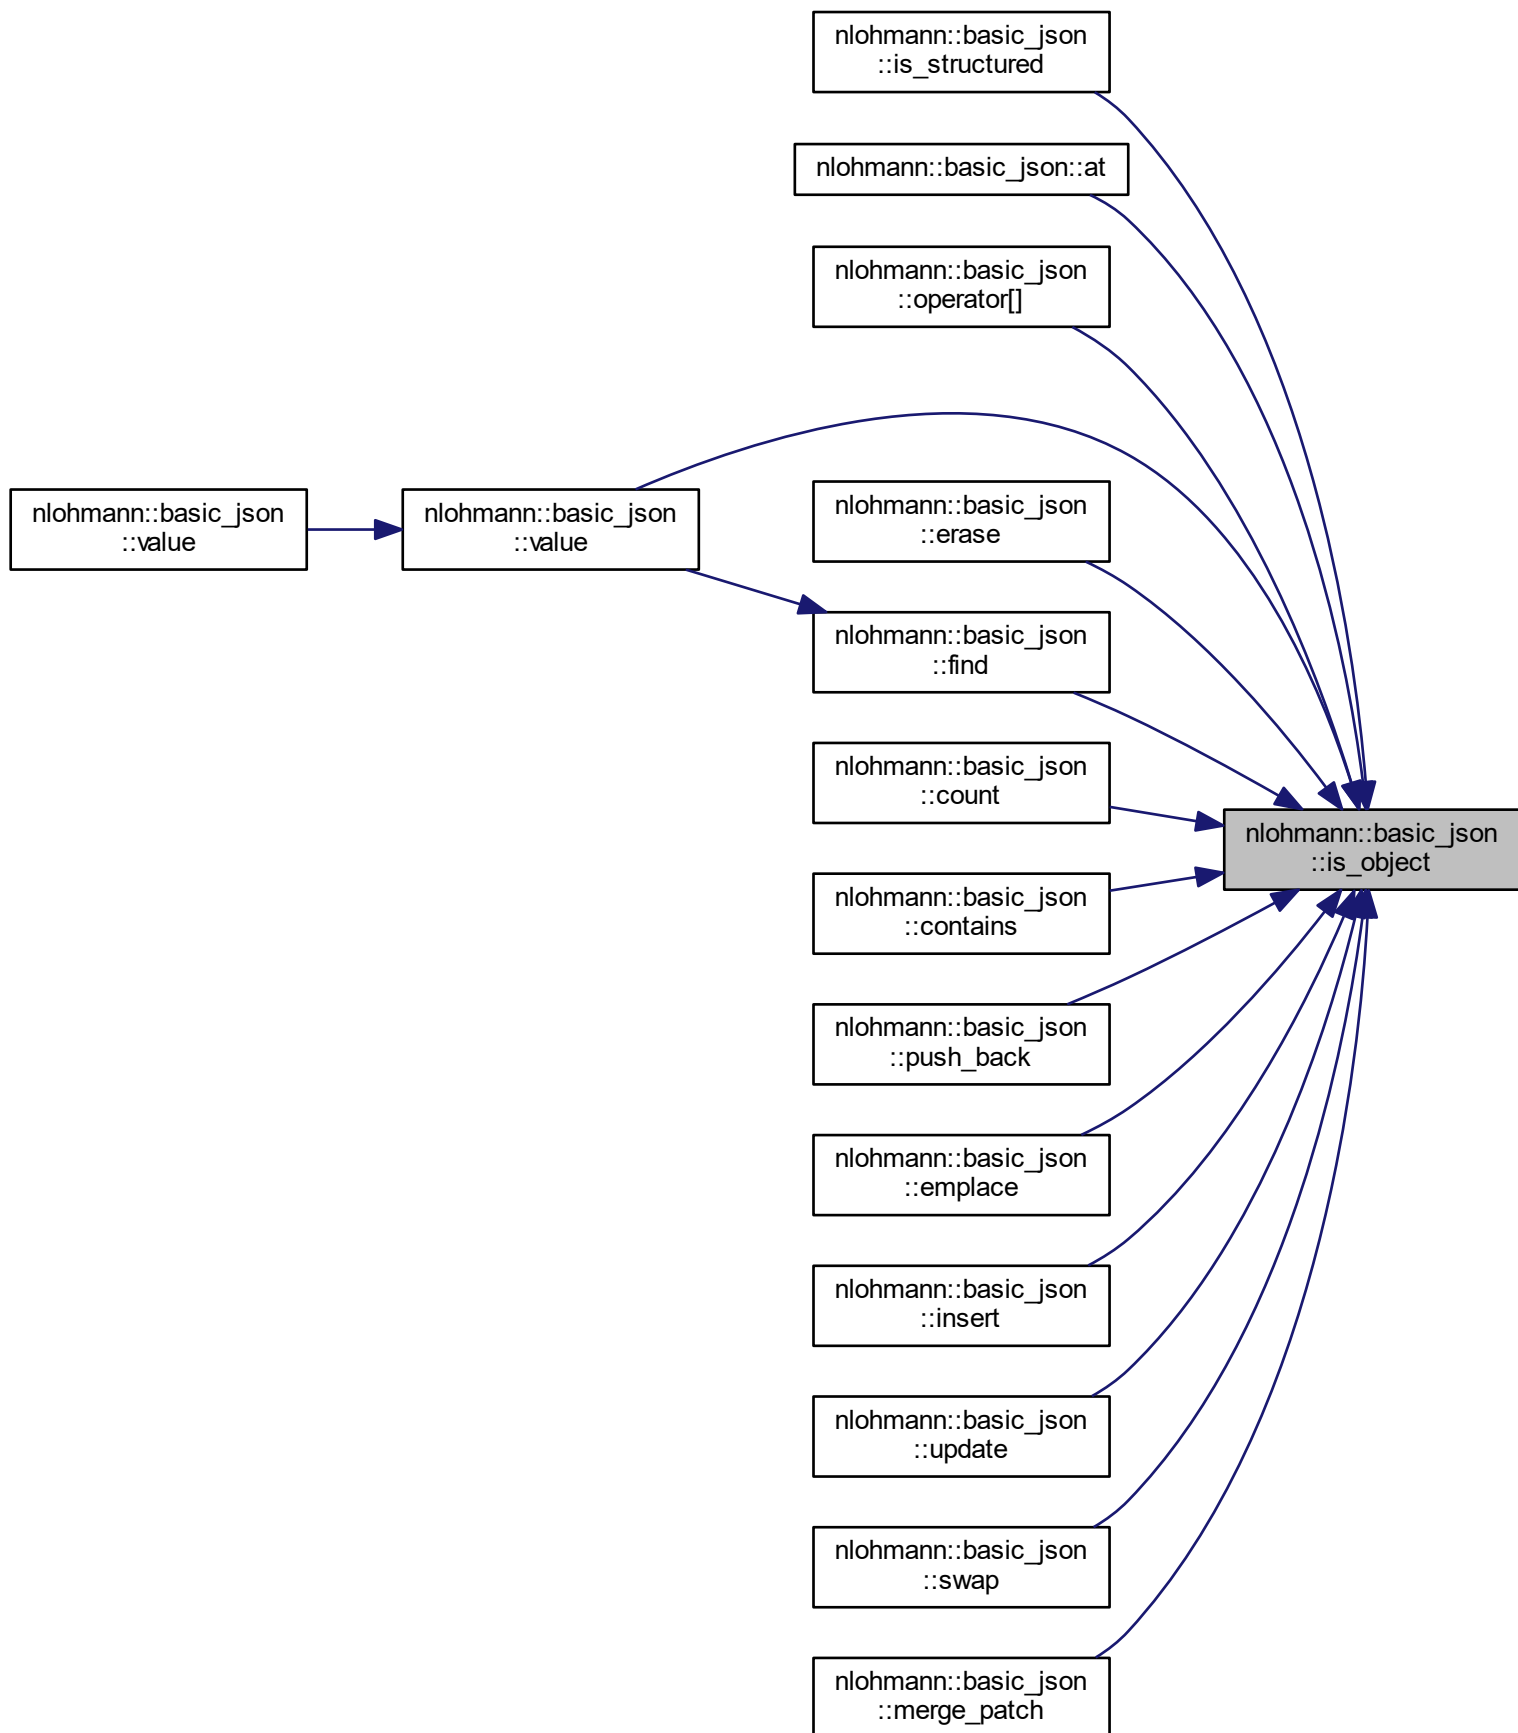 nlohmann::basic_json
::is_structured
nlohmann::basic_json::at
nlohmann::basic_json
::operator[]
nlohmann::basic_json
::value
nlohmann::basic_json
::value
nlohmann::basic_json
::erase
nlohmann::basic_json
::find
nlohmann::basic_json
::count
nlohmann::basic_json
::is_object
nlohmann::basic_json
::contains
nlohmann::basic_json
::push_back
nlohmann::basic_json
::emplace
nlohmann::basic_json
::insert
nlohmann::basic_json
::update
nlohmann::basic_json
::swap
nlohmann::basic_json
::merge_patch